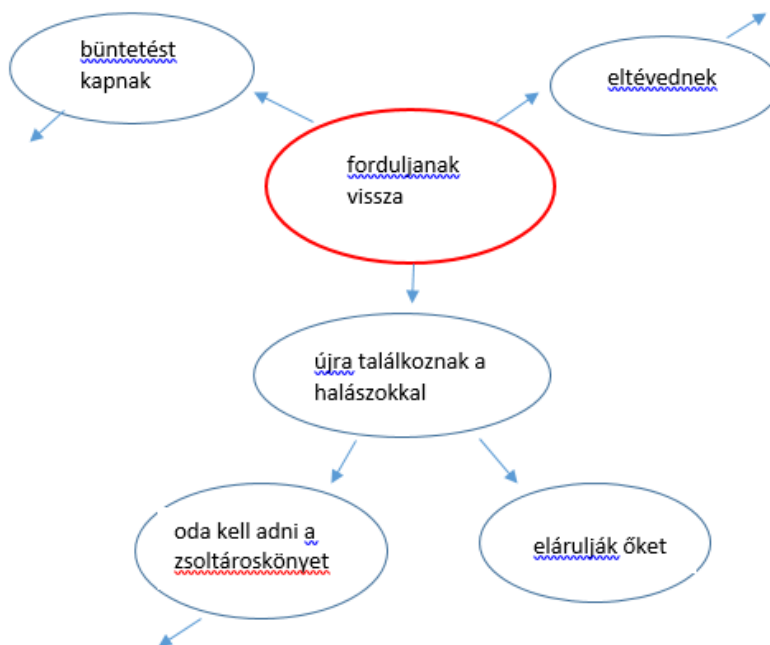 büntetést
kapnak
eltévednek
forduljanak
vissza
újra találkoznak a
halászokkal
oda kell adni a
zsoltároskönyet
elárulják őket